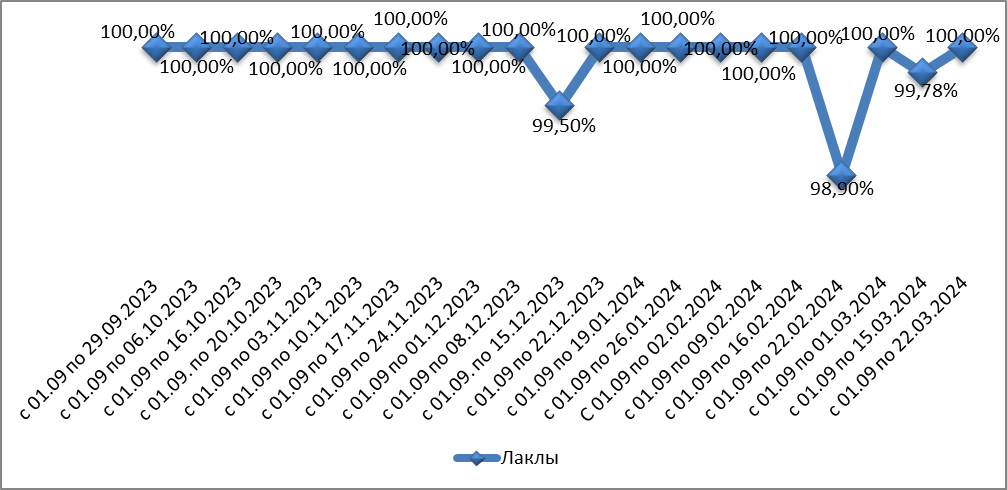 100,00%
100,00%
100,00%
100,00%
100,00%
100,00%
100,00%
100,00%
100,00%
100,00%
99,50%
100,00%
100,00%
100,00%
100,00%
100,00%
100,00%
98,90%
100,00%
99,78%
100,00%
с 01.09 по 29.09.2023
с 01.09 по 06.10.2023
с 01.09 по 16.10.2023
с 01.09 .по 20.10.2023
с 01.09 по 03.11.2023
с 01.09 по 10.11.2023
с 01.09 по 17.11.2023
с 01.09 по 24.11.2023
с 01.09 по 01.12.2023
с 01.09 по 08.12.2023
с 01.09 .по 15.12.2023
с 01.09 по 22.12.2023
с 01.09 по 19.01.2024
с 01.09 по 26.01.2024
С 01.09 по 02.02.2024
с 01.09 по 09.02.2024
с 01.09 по 16.02.2024
с 01.09 по 22.02.2024
с 01.09 по 01.03.2024
с 01.09 по 15.03.2024
с 01.09 по 22.03.2024
Лаклы